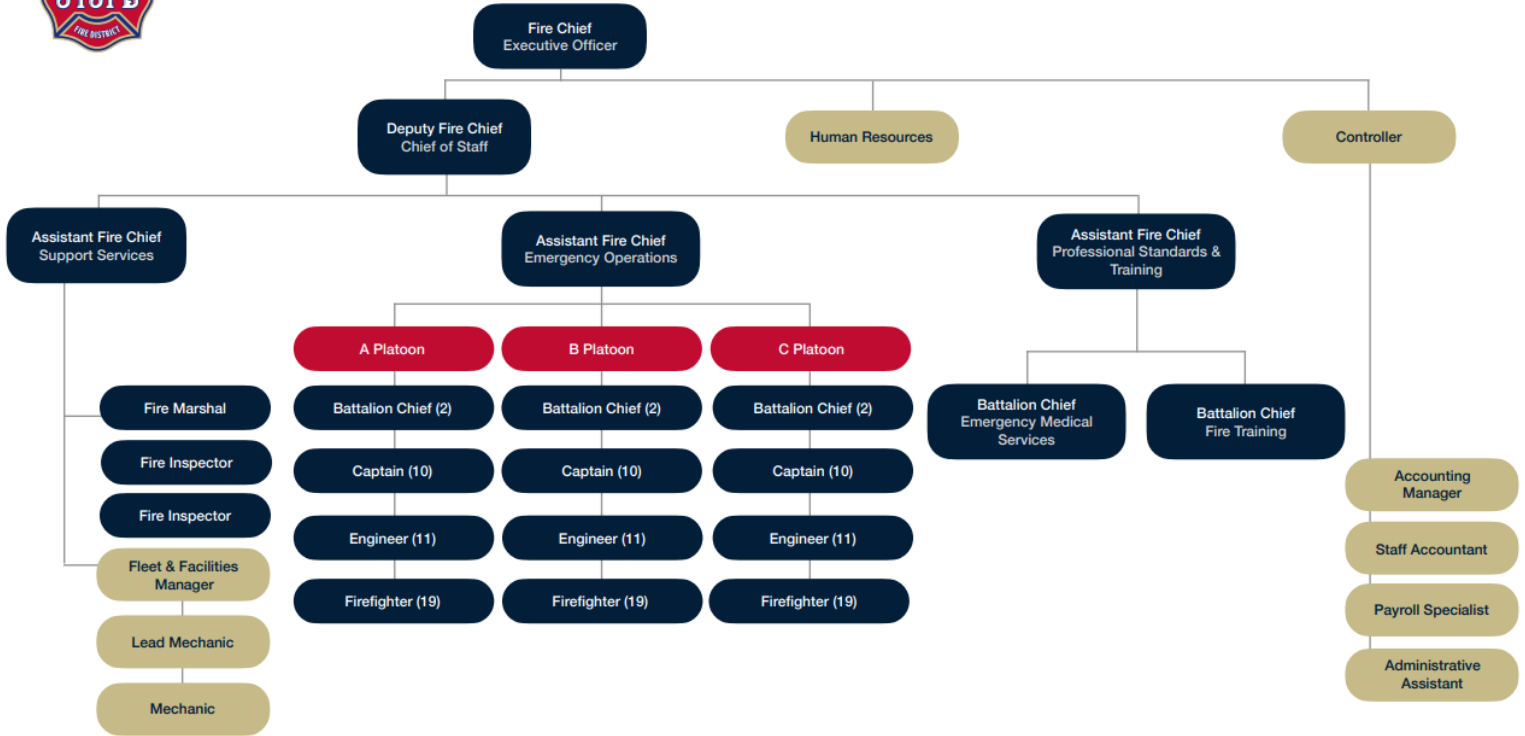 FIRE DISTRICT
Fire Chief
Executive Officer
Deputy Fire Chief
Chief of Staff
Human Resources
Controller
Assistant Fire Chief
Support Services
Assistant Fire Chief
Emergency Operations
Assistant Fire Chief
Professional Standards &
Training
A Platoon
B Platoon
C Platoon
Fire Marshal
Battalion Chief (2)
Battalion Chief (2)
Battalion Chief (2)
Battalion Chief
Emergency Medical
Services
Battalion Chief
Fire Training
Fire Inspector
Captain (10)
Captain (10)
Captain (10)
Accounting
Manager
Fire Inspector
Engineer (11)
Engineer (11)
Engineer (11)
Staff Accountant
Fleet & Facilities
Manager
Firefighter (19)
Firefighter (19)
Firefighter (19)
Payroll Specialist
Lead Mechanic
Administrative
Assistant
Mechanic